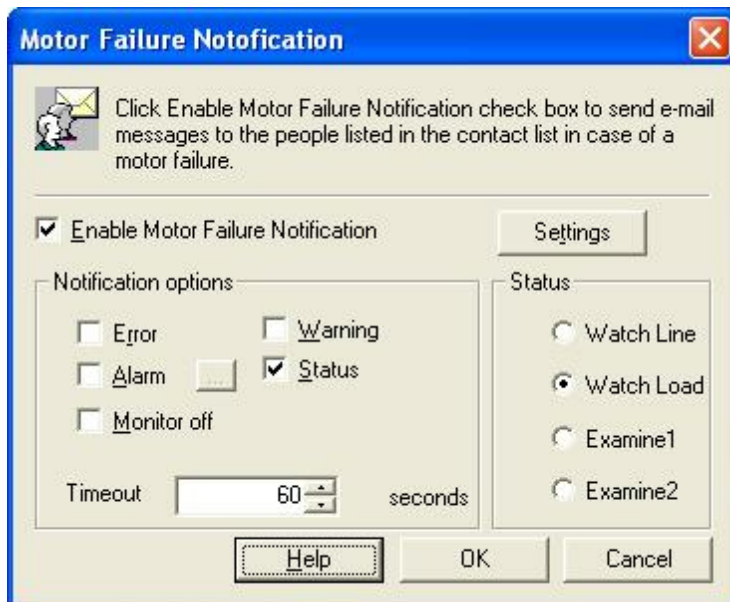 Motor Failure Notofication
Click Enable Motor Failure Notification check box to send e-mail
messages to the people listed in the contact list in case of a
motor failure.
Enable Motor Failure Notification
Settings
Notification options
Error
Warning
Alarm
...
Status
Monitor off
Timeout
60
seconds
Status
Watch Line
Watch Load
Examine1
Examine2
Help
OK
Cancel